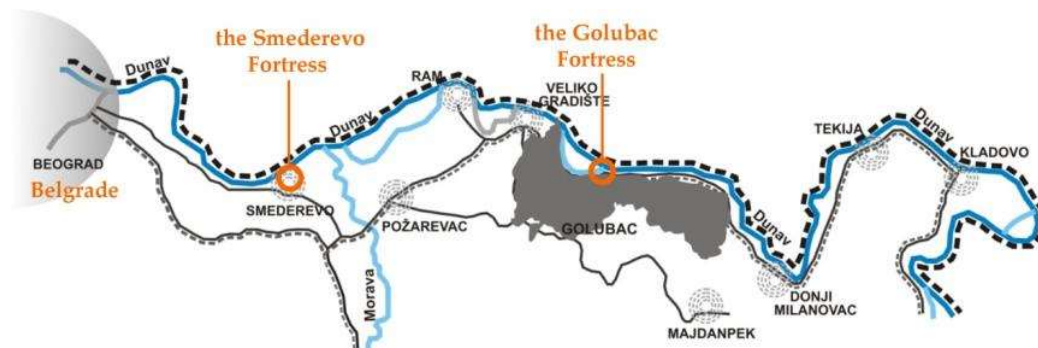 the Smederevo
Fortress
the Golubac
Fortress
Dunav
RAM
VELIKO
GRADIŠTE
Dunav
TEKIJA
Dunav
KLADOVO
BEOGRAD
Belgrade
SMEDEREVO
POŽAREVAC
GOLUBAC
Dunav
Morava
DONJI
MILANOVAC
MAJDANPEK